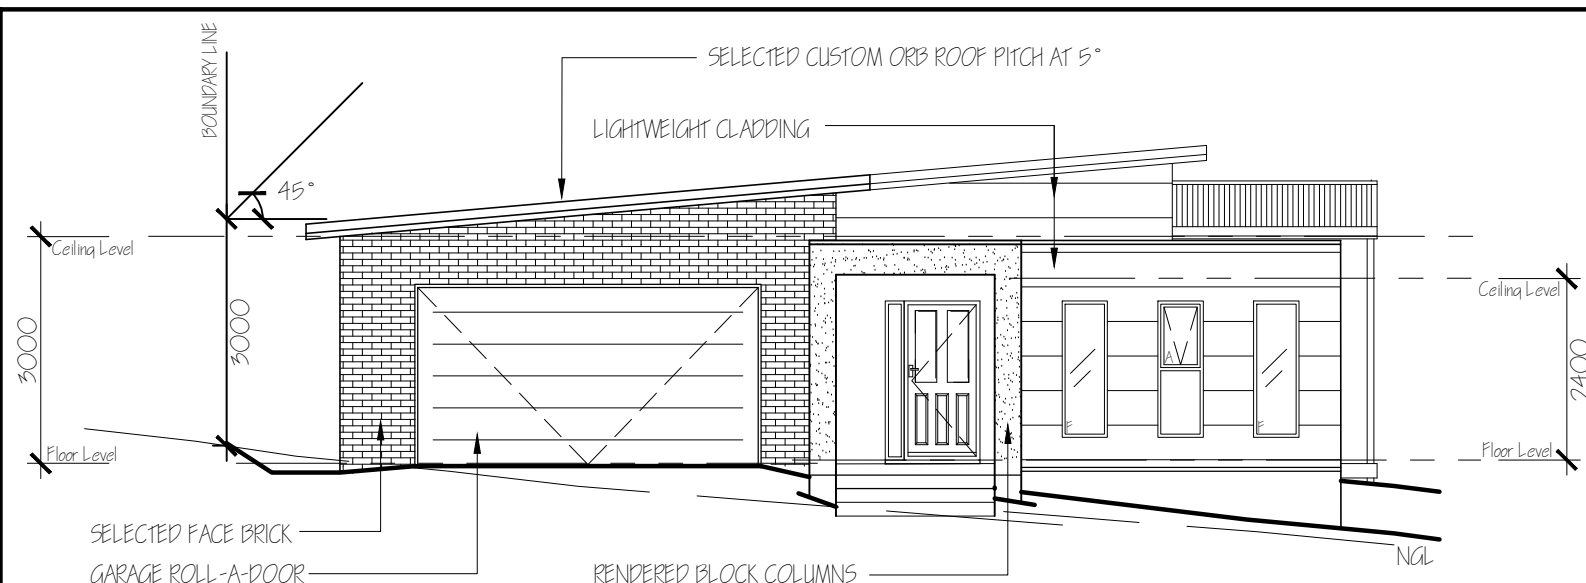 BOUNDARY LINE
SELECTED CUSTOM ORB ROOF PITCH AT 5°
LIGHTWEIGHT CLADDING
45°
Ceiling Level
Ceiling Level
3000
3000
2400
A
F
F
Floor Level
Floor Level
SELECTED FACE BRICK
NGL
GARAGE ROLL-A-DOOR
RENDERED BLOCK COLUMNS